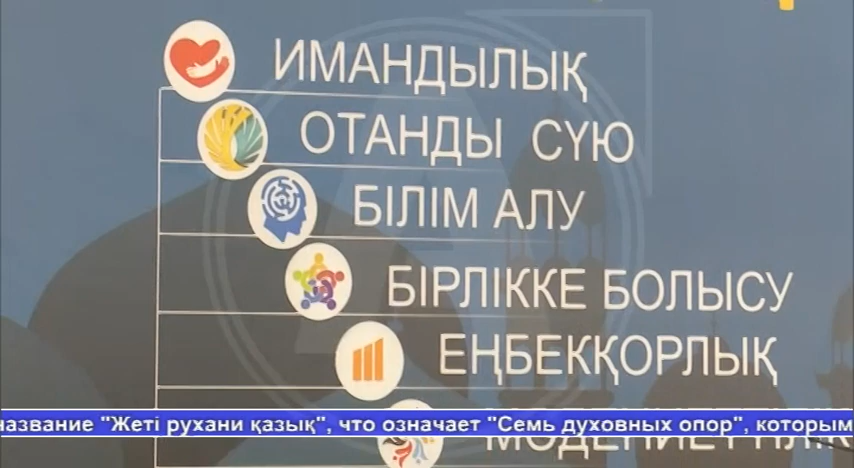 ИМАНДЫЛЫҚ
ОТАНДЫ СҮЮ
БІЛІМ АЛУ
БІРЛІККЕ БОЛЫСУ
ЕҢБЕКҚОРЛЫҚ
название "Жеті рухани қазық", что означает "Семь духовных опор", которым